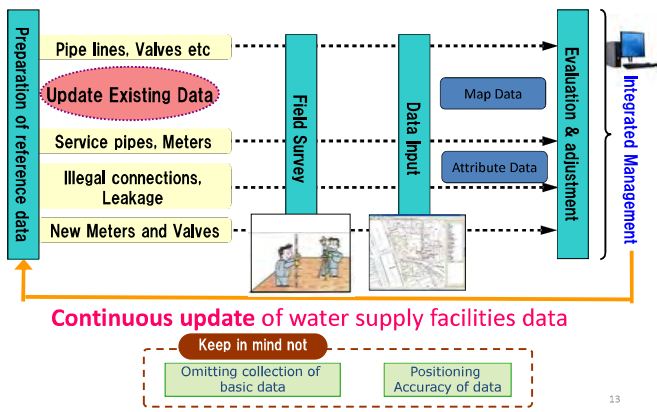 Preparation of reference data
Pipe lines, Valves etc
Update Existing Data
Service pipes, Meters
Illegal connections,
Leakage
New Meters and Valves
Field Survey
Data Input
Map Data
Attribute Data
Evaluation & adjustment
Integrated Management
Continuous update of water supply facilities data
Keep in mind not
Omitting collection of
basic data
Positioning
Accuracy of data
13